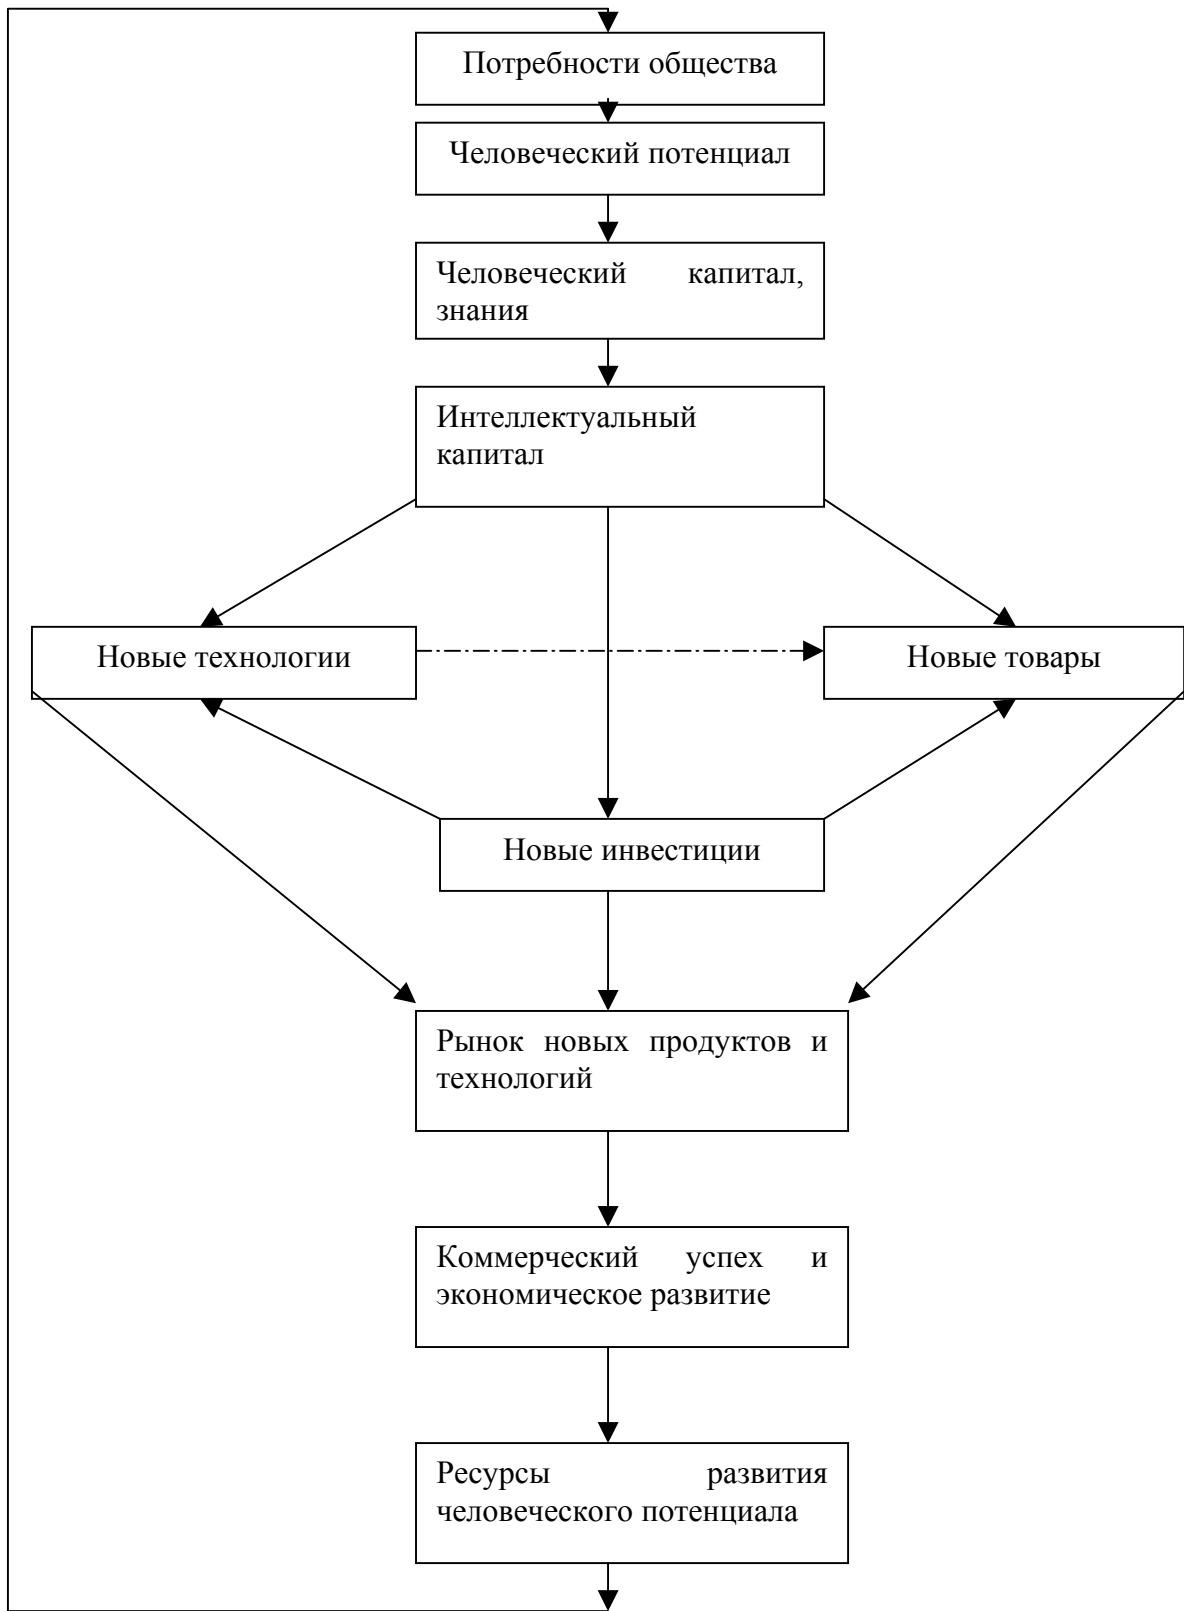 Потребности общества
Человеческий потенциал
Человеческий капитал,
знания
Интеллектуальный
капитал
Новые технологии
Новые товары
Новые инвестиции
Рынок новых продуктов и
технологий
Коммерческий успех и
экономическое развитие
Ресурсы развития
человеческого потенциала